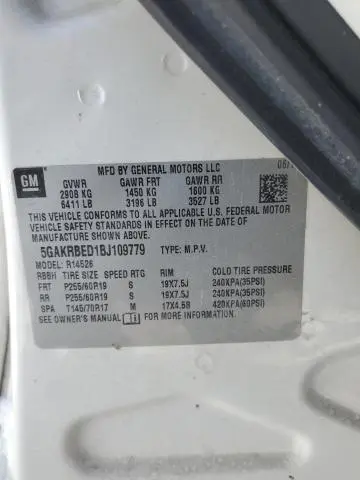 MFD BY GENERAL MOTORS LLC
GM
GVWR GAWR FRT GAWR RR
2908 KG 1450 KG 1600 KG
6411 LB 3196 LB 3527 LB
THIS VEHICLE CONFORMS TO ALL APPLICABLE U.S. FEDERAL MOTOR
VEHICLE SAFETY STANDARDS IN EFFECT ON THE DATE OF
MANUFACTURE SHOWN ABOVE.
5GAKRBED1BJ109779 TYPE: M.P.V.
MODEL: R14526
RBBH TIRE SIZE SPEED RTG RIM COLD TIRE PRESSURE
FRT P255/60R19 S 19X7.5J 240KPA(35PSI)
RR P255/60R19 S 19X7.5J 240KPA(35PSI)
SPA T145/70R17 M 17X4.5B 420KPA(60PSI)
SEE OWNER'S MANUAL FOR MORE INFORMATION.